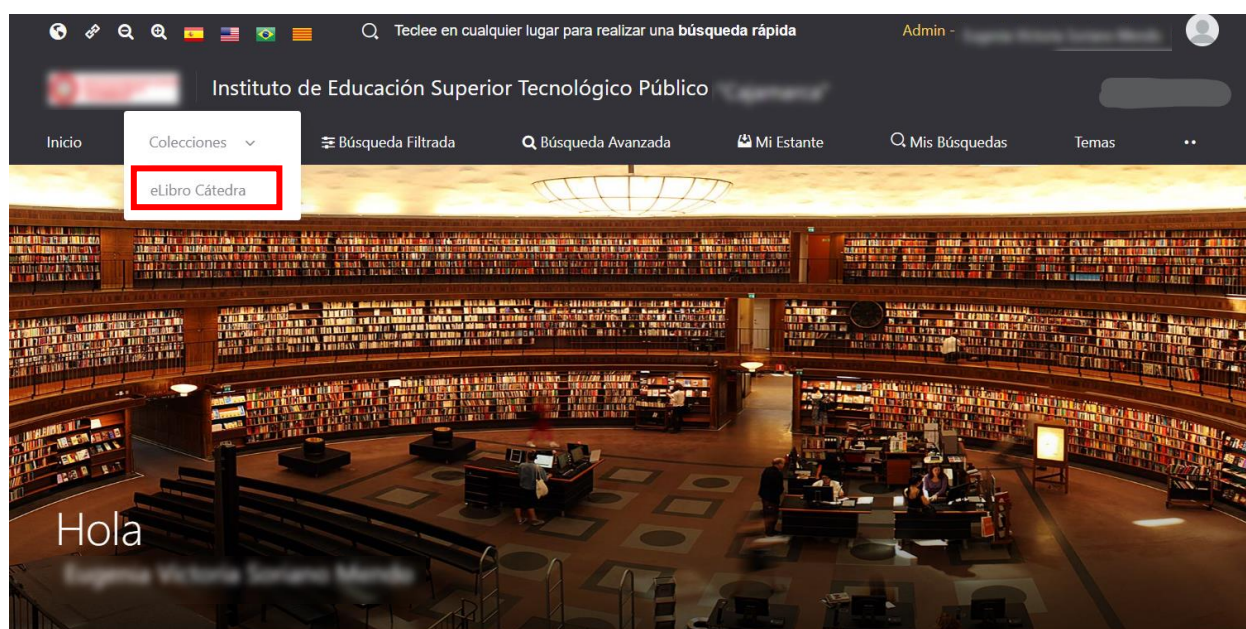 Teclee en cualquier lugar para realizar una búsqueda rápida
Admin -
Instituto de Educación Superior Tecnológico Público
Inicio
Colecciones
Búsqueda Filtrada
Búsqueda Avanzada
Mi Estante
Mis Búsquedas
Temas
eLibro Cátedra
Hola